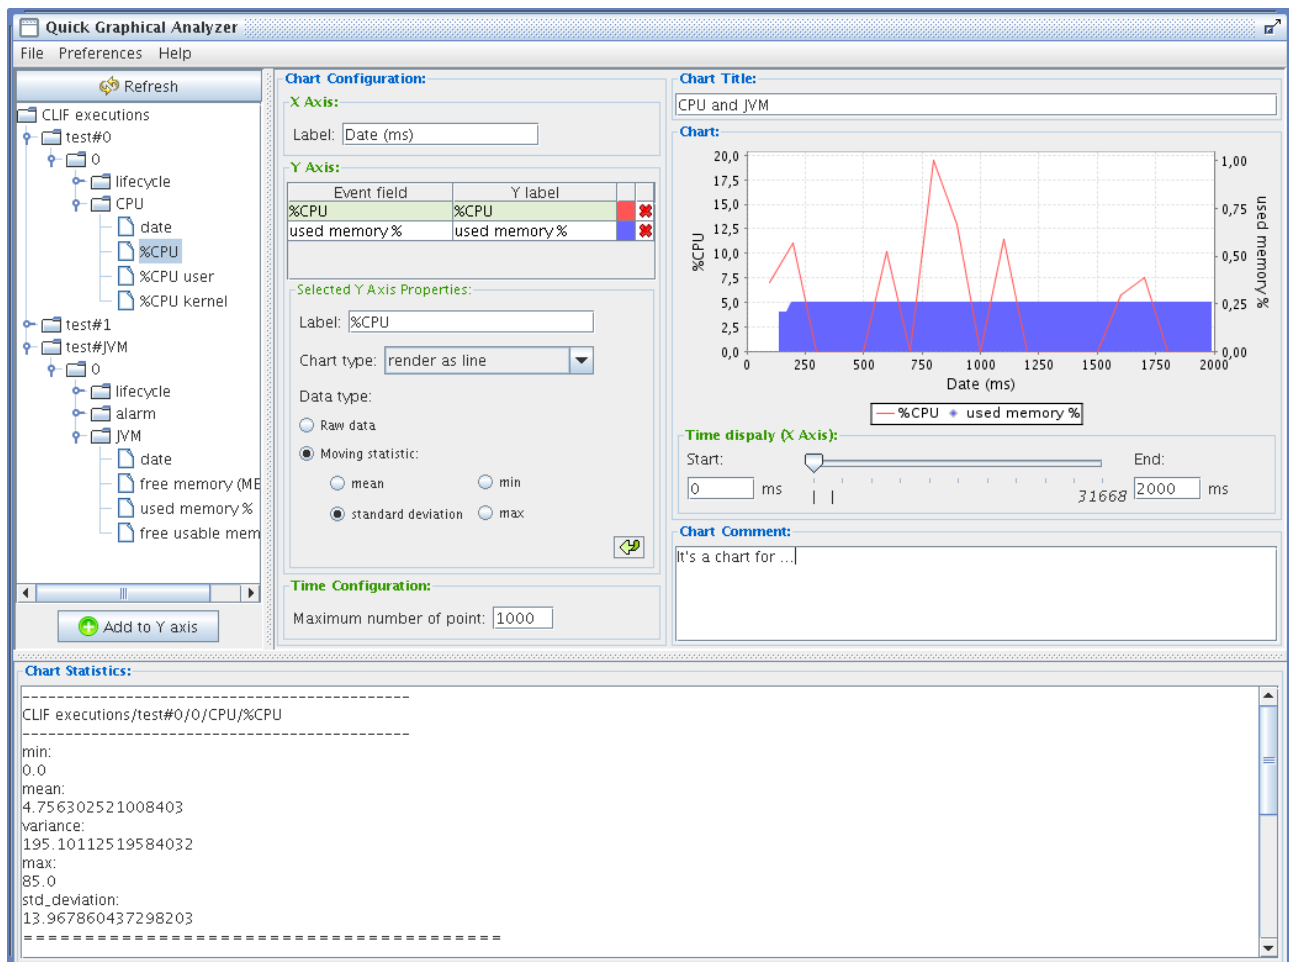 Quick Graphical Analyzer
File Preferences Help
Refresh
CLIF executions
test#0
0
lifecycle
CPU
date
%CPU
%CPU user
%CPU kernel
test#1
test#JVM
0
lifecycle
alarm
JVM
date
free memory (ME
used memory %
free usable mem
Add to Y axis
Chart Configuration:
X Axis:
Label: Date (ms)
Y Axis:
Event field Y label
%CPU %CPU
used memory % used memory %
Selected Y Axis Properties:
Label: %CPU
Chart type: render as line
Data type:
Raw data
Moving statistic:
mean min
standard deviation max
Time Configuration:
Maximum number of point: 1000
Chart Title:
CPU and JVM
Chart:
20,0
17,5
15,0
12,5
10,0
7,5
5,0
2,5
0,0
%CPU
1,00
0,75
0,50
0,25
0,00
used memory %
0 250 500 750 1000 1250 1500 1750 2000
Date (ms)
%CPU used memory %
Time dispaly (X Axis):
Start: End:
0 ms 31668 2000 ms
Chart Comment:
It's a chart for ...
Chart Statistics:
--------------------------------------------
CLIF executions/test#0/0/CPU/%CPU
--------------------------------------------
min:
0.0
mean:
4.756302521008403
variance:
195.10112519584032
max:
85.0
std_deviation:
13.967860437298203
=======================================